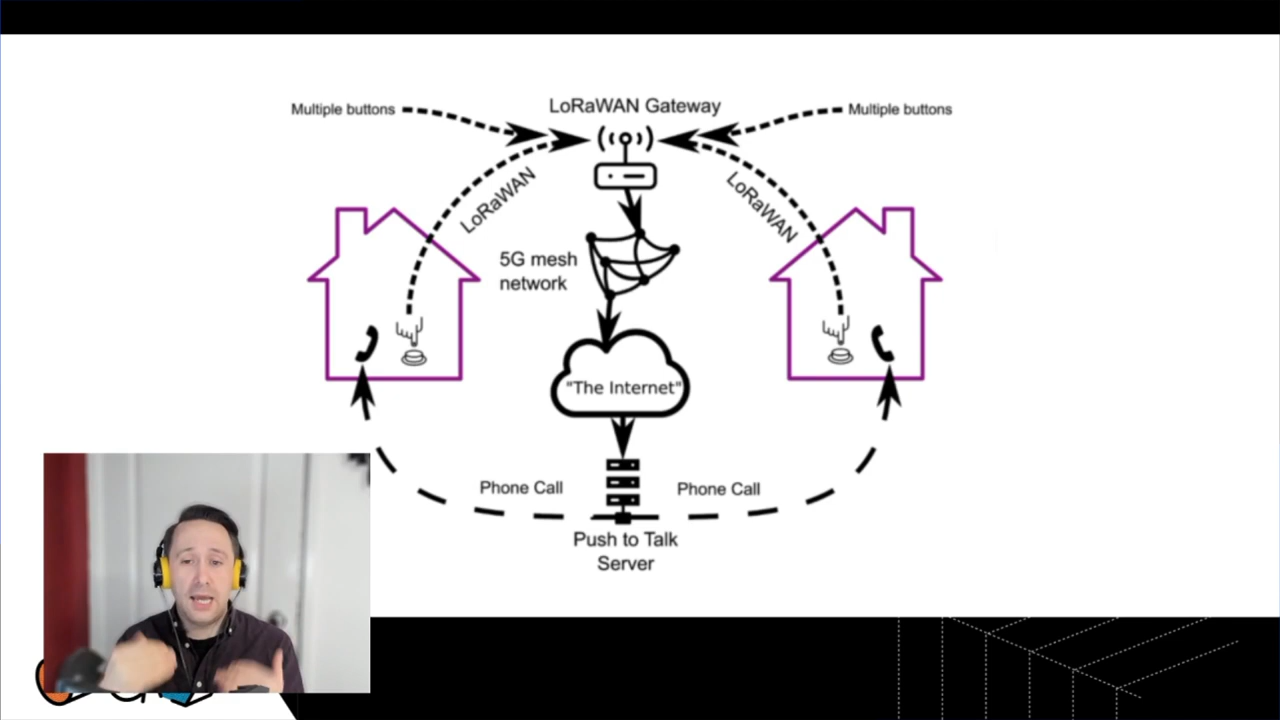 LoRaWAN Gateway
Multiple buttons
Multiple buttons
LoRaWAN
LoRaWAN
5G mesh
network
"The Internet"
Phone Call
Phone Call
Push to Talk
Server